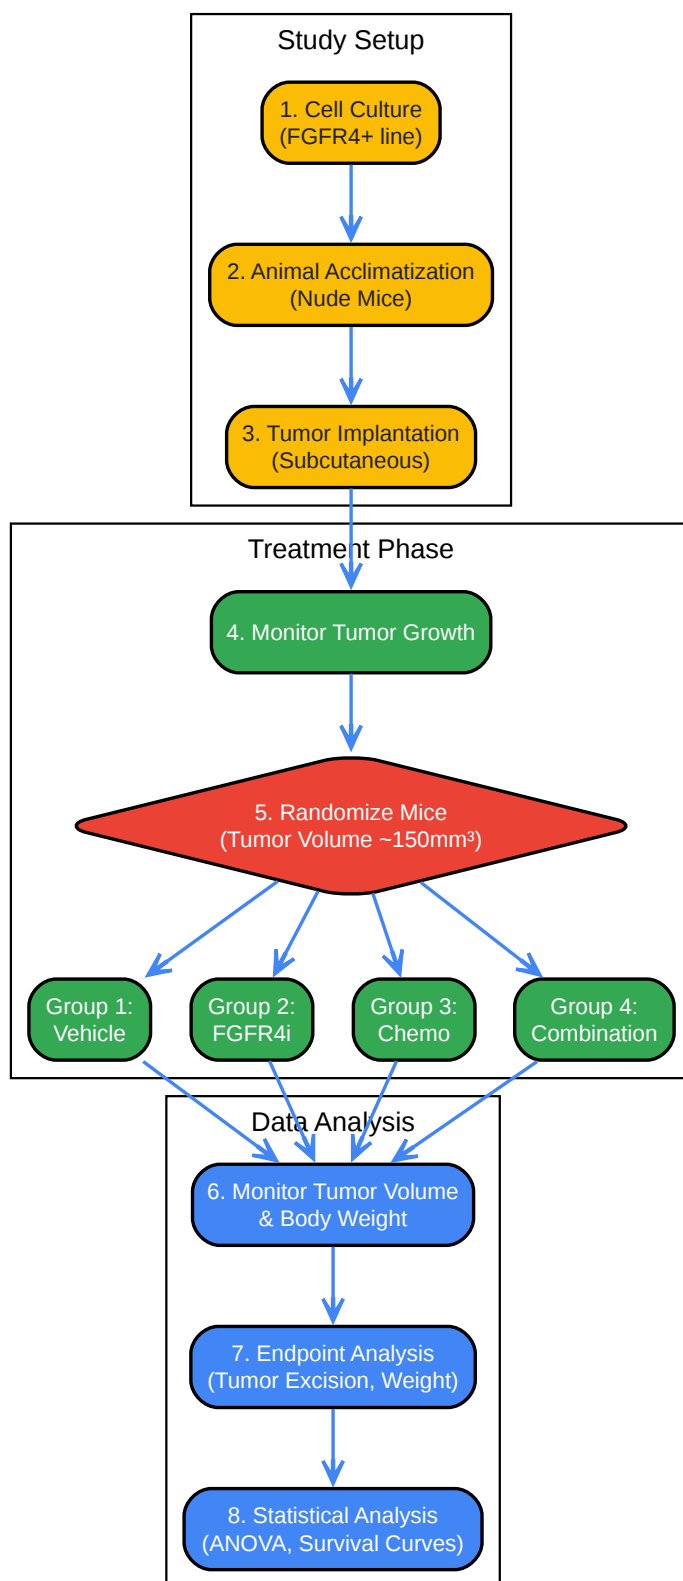 Study Setup
1. Cell Culture
(FGFR4+ line)
2. Animal Acclimatization
(Nude Mice)
3. Tumor Implantation
(Subcutaneous)
Treatment Phase
4. Monitor Tumor Growth
5. Randomize Mice
(Tumor Volume ~150mm³)
Group 1:
Vehicle
Group 2:
FGFR4i
Group 3:
Chemo
Group 4:
Combination
Data Analysis
6. Monitor Tumor Volume
& Body Weight
7. Endpoint Analysis
(Tumor Excision, Weight)
8. Statistical Analysis
(ANOVA, Survival Curves)